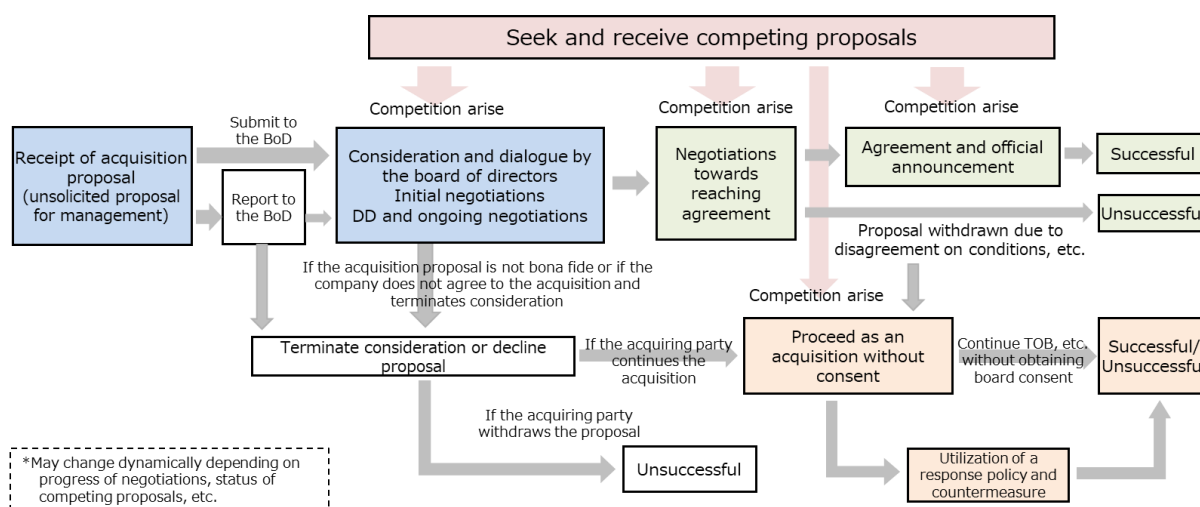 Seek and receive competing proposals
Competition arise
Competition arise
Competition arise
Submit to
the BoD
Receipt of acquisition
proposal
(unsolicited proposal
for management)
Report to
the BoD
Consideration and dialogue by
the board of directors
Initial negotiations
DD and ongoing negotiations
Negotiations
towards
reaching
agreement
Agreement and official
announcement
Successful
Unsuccessful
Proposal withdrawn due to
disagreement on conditions, etc.
If the acquisition proposal is not bona fide or if the
company does not agree to the acquisition and
terminates consideration
Competition arise
Terminate consideration or decline
proposal
If the acquiring party
continues the
acquisition
Proceed as an
acquisition without
consent
Continue TOB, etc.
without obtaining
board consent
Successful/
Unsuccessful
If the acquiring party
withdraws the proposal
Unsuccessful
Utilization of a
response policy and
countermeasure
*May change dynamically depending on
progress of negotiations, status of
competing proposals, etc.